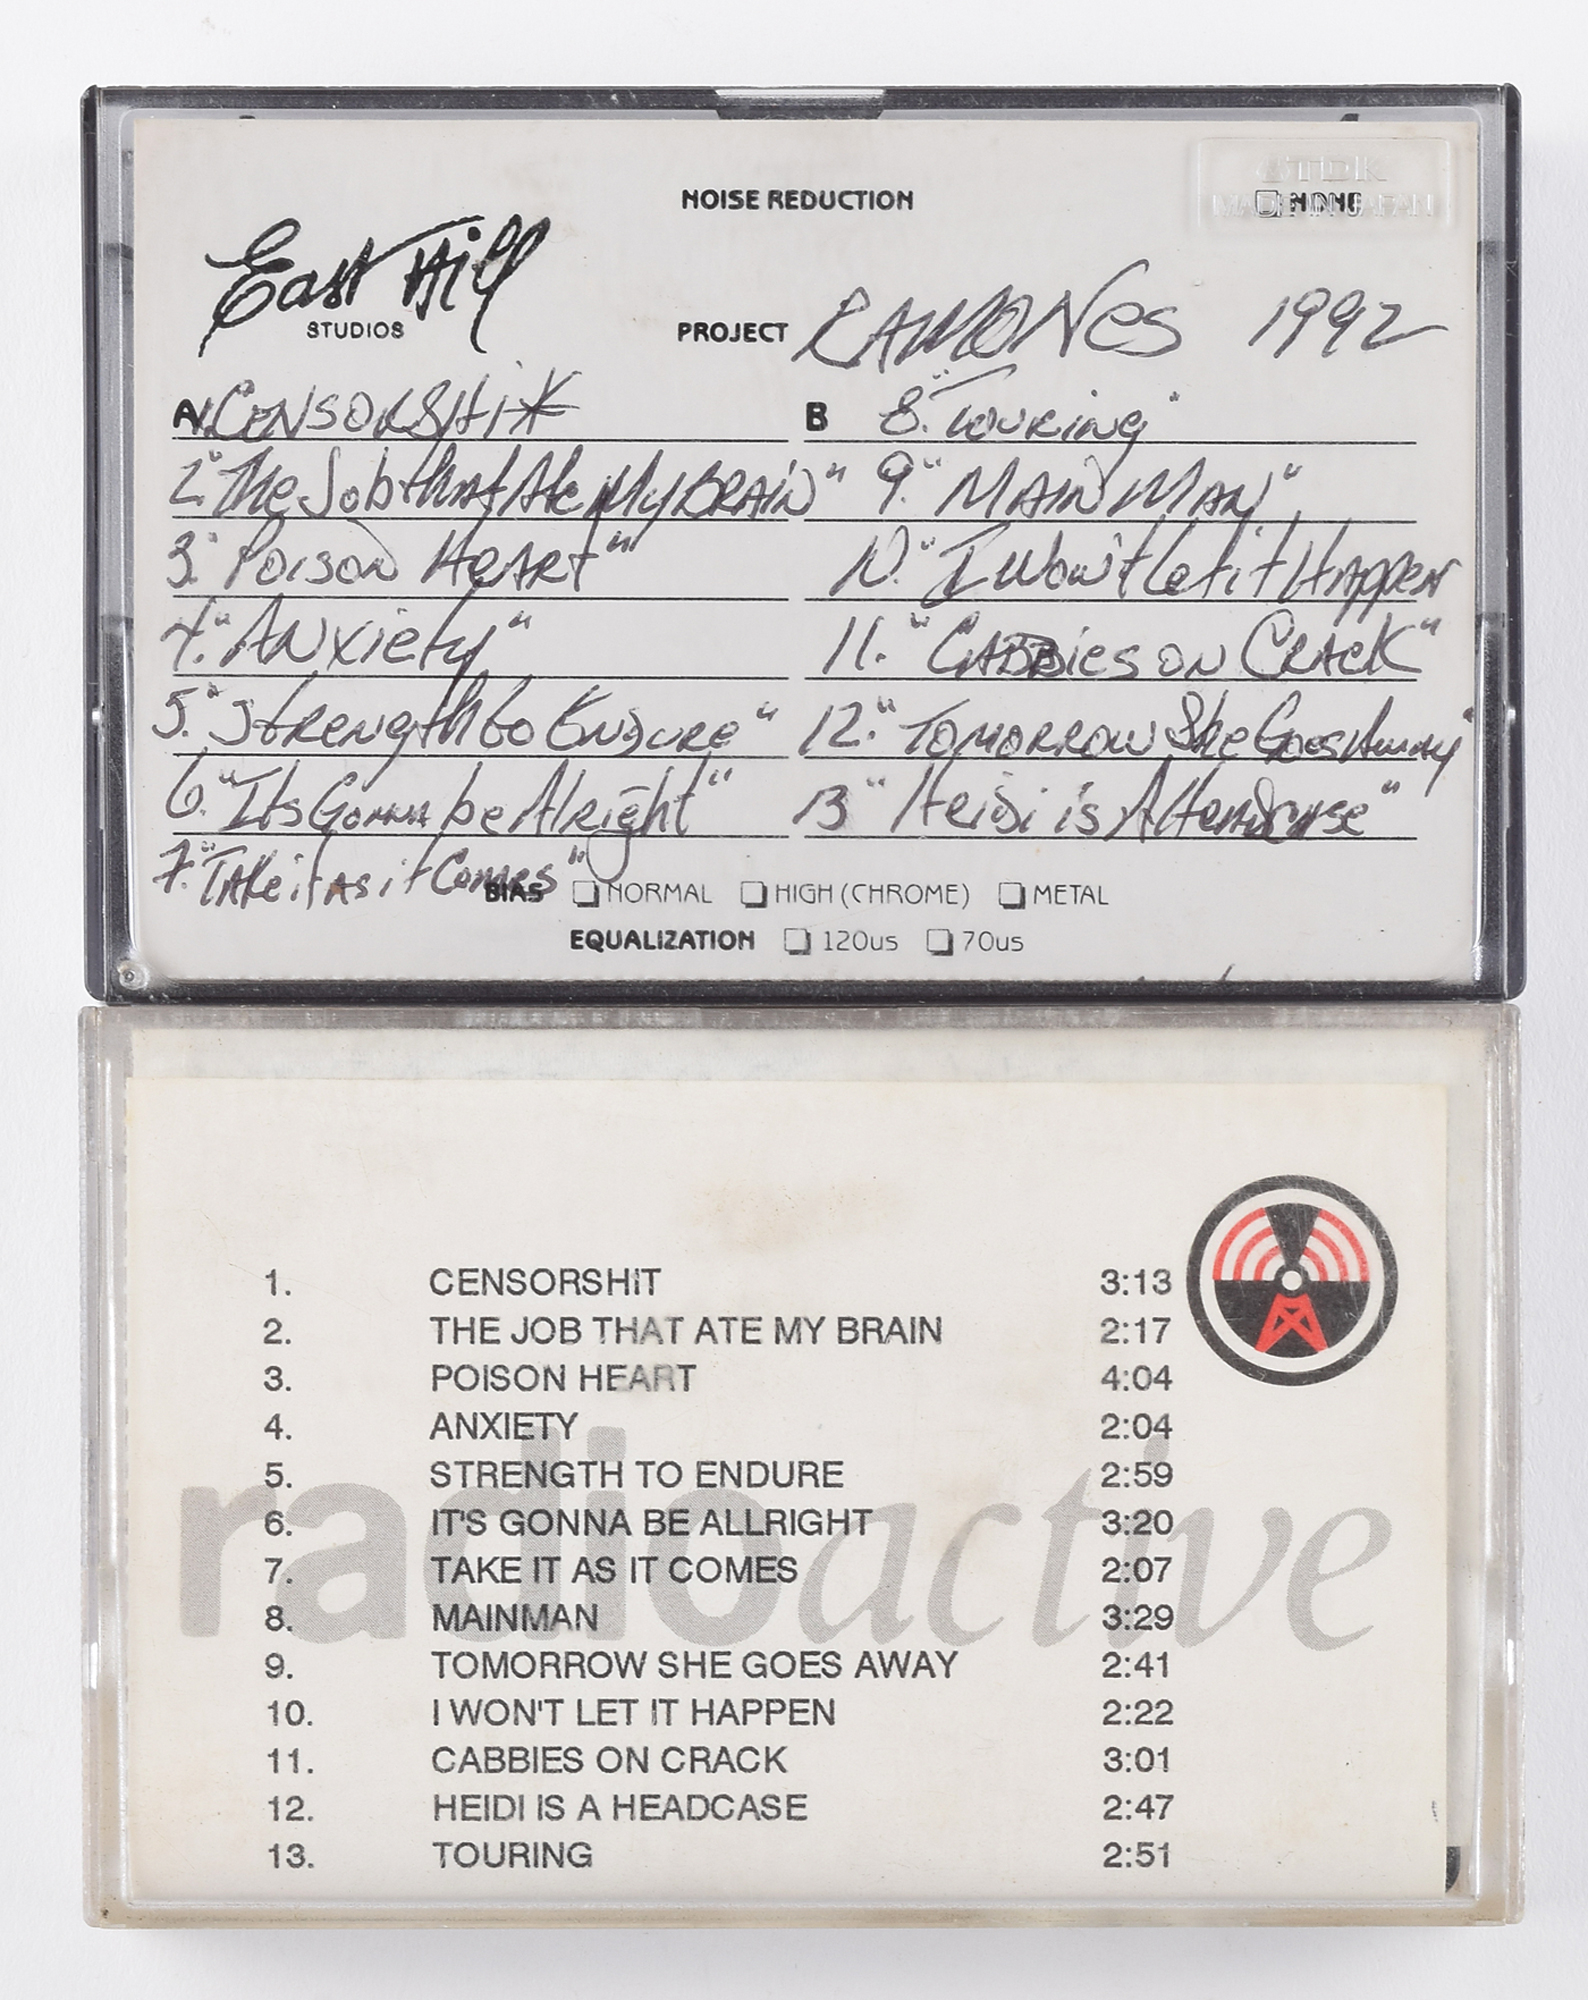 TDK
MADE IN JAPAN
NOISE REDUCTION
NONE
East Hill
STUDIOS
PROJECT RAMONES 1992
A 1. CENSORSHit
2. "The Job that Ate My BRAIN"
3. "POISON HeART"
4. "ANXiety"
5. "Strength to Endure"
6. "Its Gonna be Alright"
7. "TAKe it AS it Comes"
B 8. "Touring"
9. "MAIN MAN"
10. "I Won't Let it HAppen
11. "CABBies ON CRACK"
12. "TOMORROW She Goes Away"
13 "Heidi is A Headcase"
BIAS NORMAL HIGH (CHROME) METAL
EQUALIZATION 120us 70us
radioactive
1. CENSORSHiT 3:13
2. THE JOB THAT ATE MY BRAIN 2:17
3. POISON HEART 4:04
4. ANXIETY 2:04
5. STRENGTH TO ENDURE 2:59
6. IT'S GONNA BE ALLRIGHT 3:20
7. TAKE IT AS IT COMES 2:07
8. MAINMAN 3:29
9. TOMORROW SHE GOES AWAY 2:41
10. I WON'T LET IT HAPPEN 2:22
11. CABBIES ON CRACK 3:01
12. HEIDI IS A HEADCASE 2:47
13. TOURING 2:51